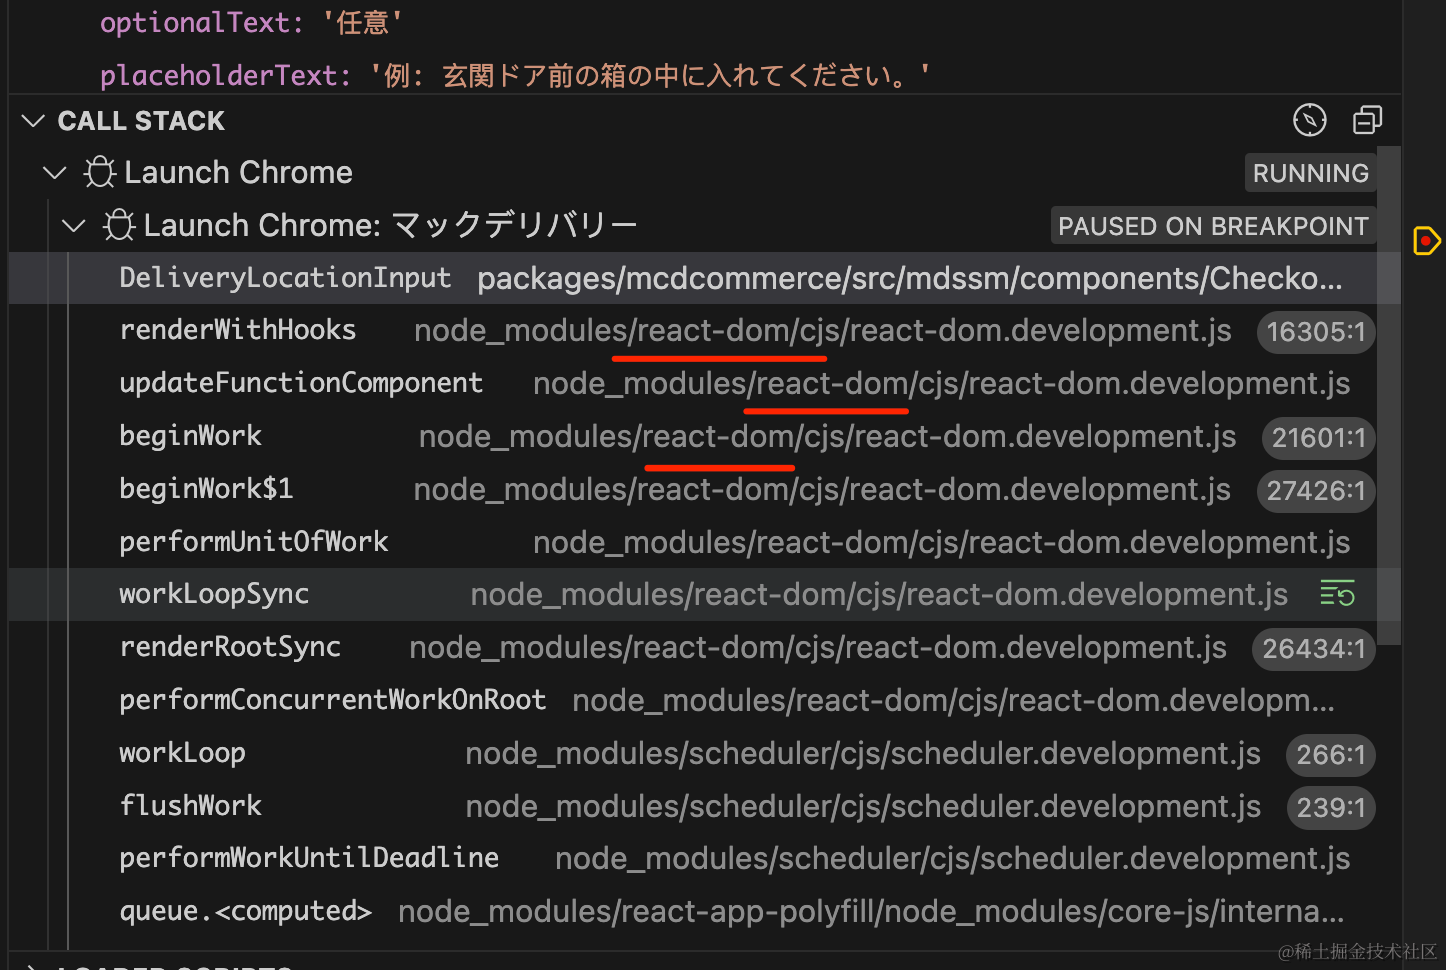 optionalText: '任意'
placeholderText: '例: 玄関ドア前の箱の中に入れてください。'
CALL STACK
Launch Chrome RUNNING
Launch Chrome: マックデリバリー PAUSED ON BREAKPOINT
DeliveryLocationInput packages/mcdcommerce/src/mdssm/components/Checko...
renderWithHooks node_modules/react-dom/cjs/react-dom.development.js 16305:1
updateFunctionComponent node_modules/react-dom/cjs/react-dom.development.js
beginWork node_modules/react-dom/cjs/react-dom.development.js 21601:1
beginWork$1 node_modules/react-dom/cjs/react-dom.development.js 27426:1
performUnitOfWork node_modules/react-dom/cjs/react-dom.development.js
workLoopSync node_modules/react-dom/cjs/react-dom.development.js
renderRootSync node_modules/react-dom/cjs/react-dom.development.js 26434:1
performConcurrentWorkOnRoot node_modules/react-dom/cjs/react-dom.developm...
workLoop node_modules/scheduler/cjs/scheduler.development.js 266:1
flushWork node_modules/scheduler/cjs/scheduler.development.js 239:1
performWorkUntilDeadline node_modules/scheduler/cjs/scheduler.development.js
queue.<computed> node_modules/react-app-polyfill/node_modules/core-js/interna...
LOADED SCRIPTS
@稀土掘金技术社区